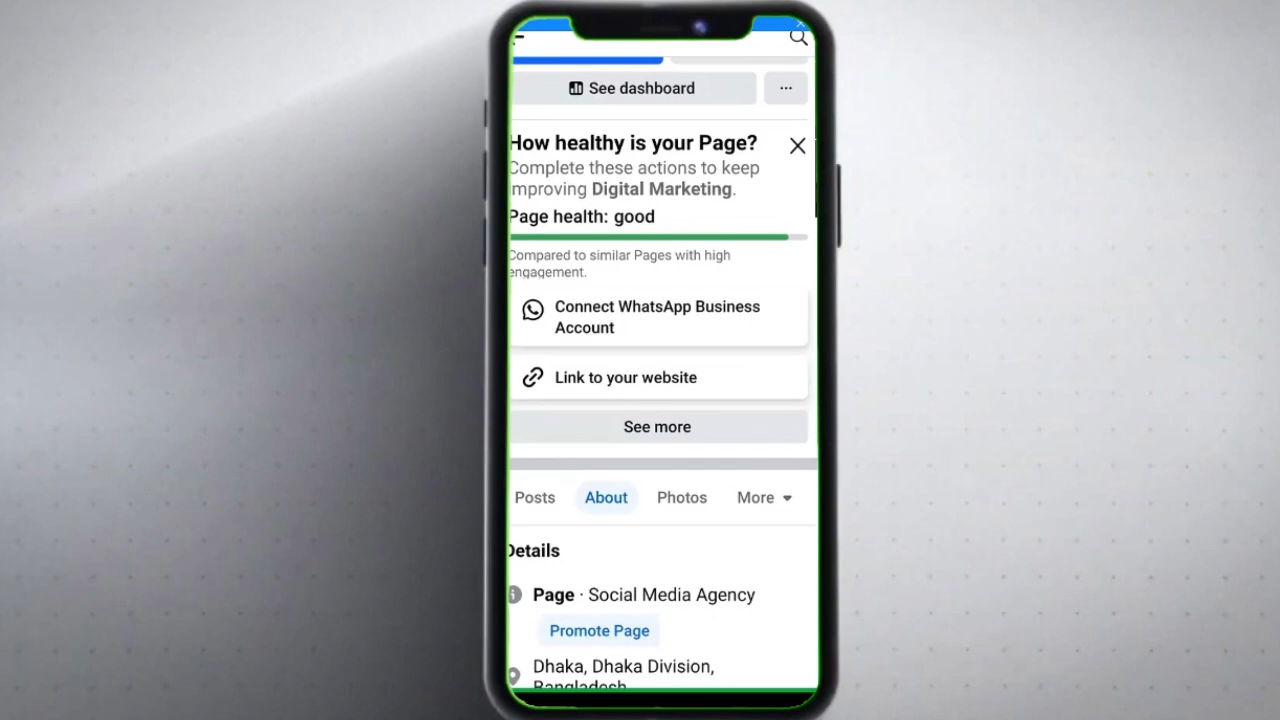 See dashboard
How healthy is your Page?
Complete these actions to keep
improving Digital Marketing.
Page health: good
Compared to similar Pages with high
engagement.
Connect WhatsApp Business
Account
Link to your website
See more
Posts About Photos More
Details
Page · Social Media Agency
Promote Page
Dhaka, Dhaka Division,
Bangladesh